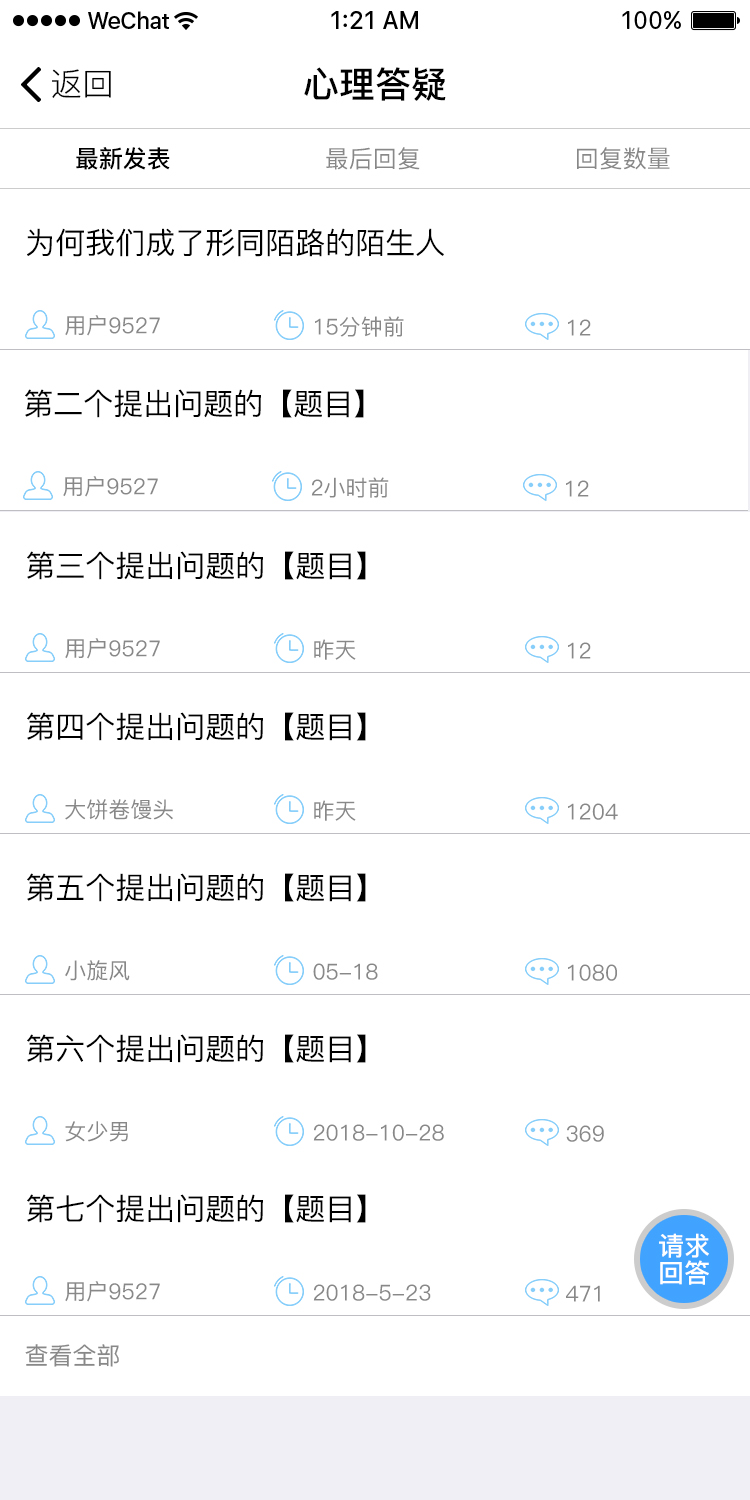 WeChat 1:21 AM 100%
返回 心理答疑
最新发表 最后回复 回复数量
为何我们成了形同陌路的陌生人
用户9527 15分钟前 12
第二个提出问题的【题目】
用户9527 2小时前 12
第三个提出问题的【题目】
用户9527 昨天 12
第四个提出问题的【题目】
大饼卷馒头 昨天 1204
第五个提出问题的【题目】
小旋风 05-18 1080
第六个提出问题的【题目】
女少男 2018-10-28 369
第七个提出问题的【题目】
请求
回答
用户9527 2018-5-23 471
查看全部